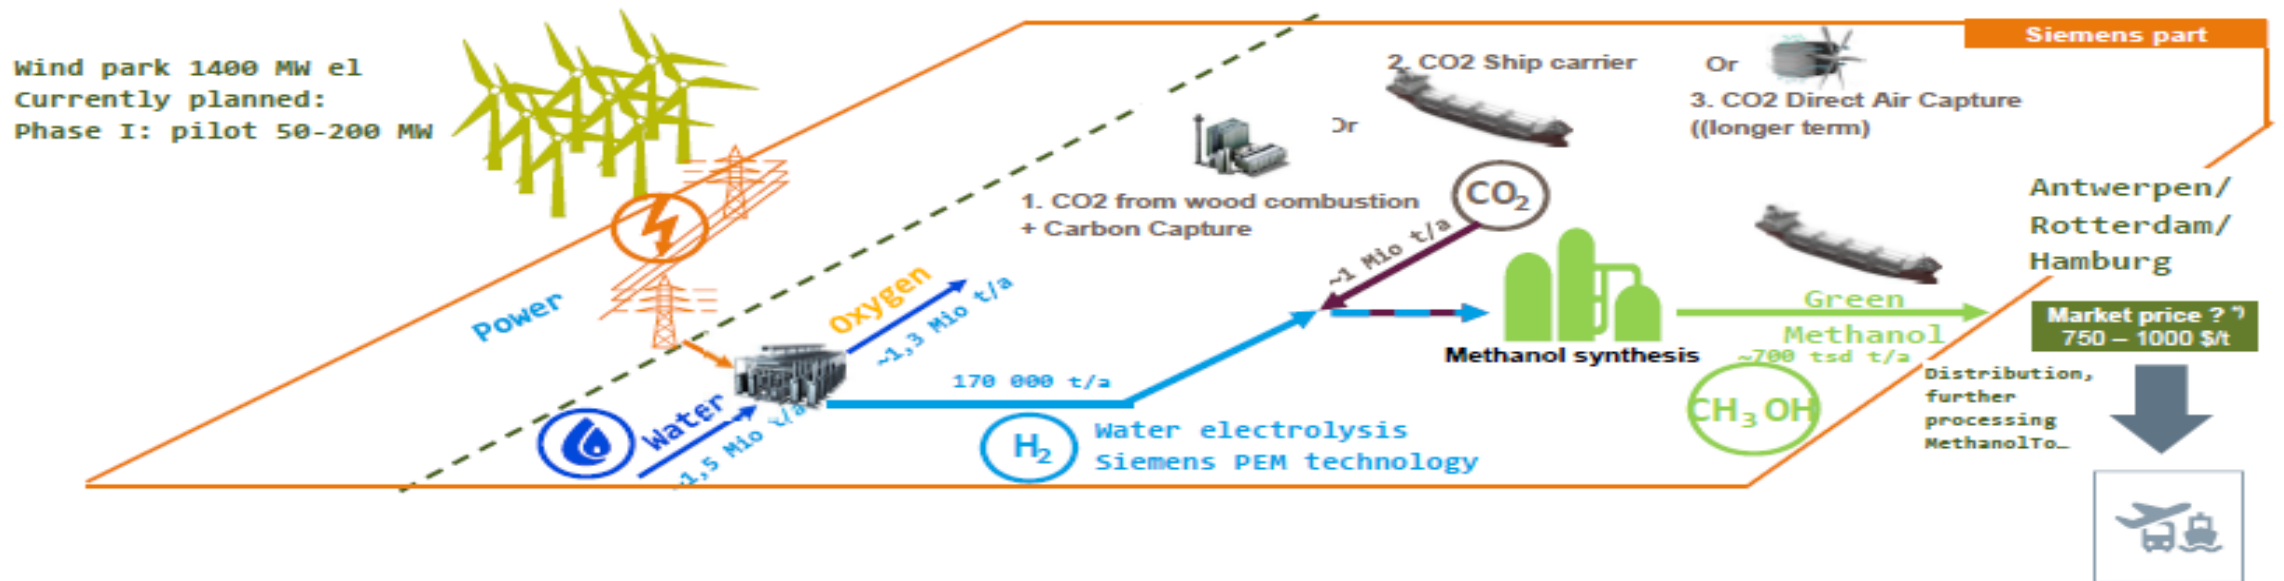 Wind park 1400 MW el
Currently planned:
Phase I: pilot 50-200 MW
Siemens part
2. CO2 Ship carrier
Or
3. CO2 Direct Air Capture
((longer term)
Or
1. CO2 from wood combustion
+ Carbon Capture
CO2
~1 Mio t/a
Antwerpen/
Rotterdam/
Hamburg
Power
Oxygen
~1,3 Mio t/a
Green
Methanol
~700 tsd t/a
Methanol synthesis
Market price ? *)
750 – 1000 $/t
170 000 t/a
Water
~1,5 Mio t/a
H2
Water electrolysis
Siemens PEM technology
CH3OH
Distribution,
further
processing
MethanolTo…